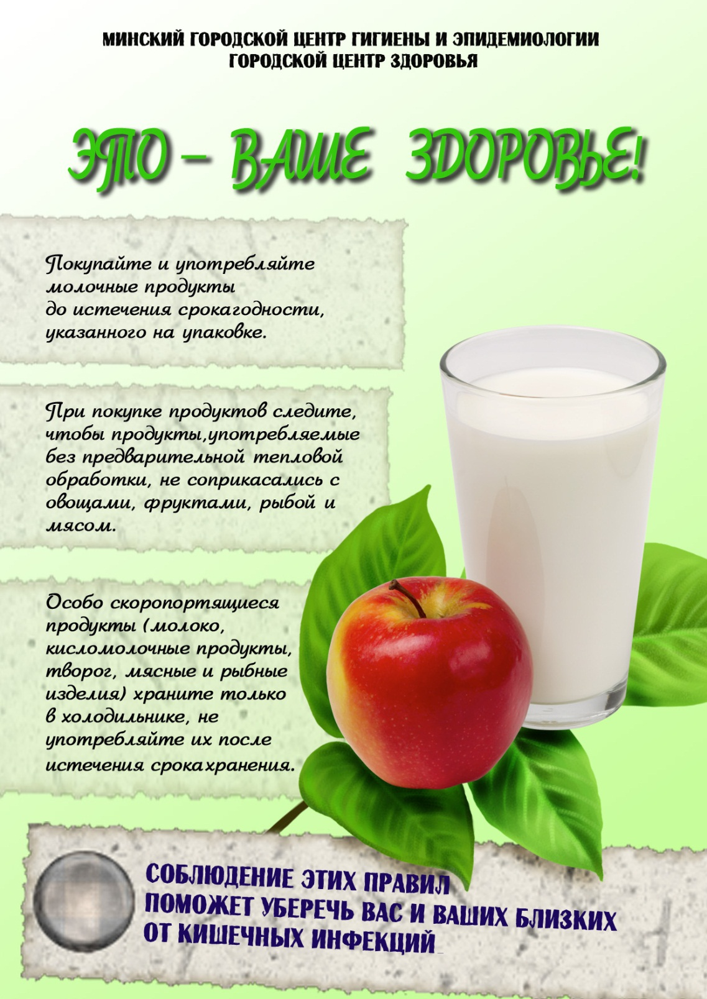 МИНСКИЙ ГОРОДСКОЙ ЦЕНТР ГИГИЕНЫ И ЭПИДЕМИОЛОГИИ
ГОРОДСКОЙ ЦЕНТР ЗДОРОВЬЯ
ЭТО – ВАШЕ ЗДОРОВЬЕ!
Покупайте и употребляйте
молочные продукты
до истечения срокагодности,
указанного на упаковке.
При покупке продуктов следите,
чтобы продукты,употребляемые
без предварительной тепловой
обработки, не соприкасались с
овощами, фруктами, рыбой и
мясом.
Особо скоропортящиеся
продукты (молоко,
кисломолочные продукты,
творог, мясные и рыбные
изделия) храните только
в холодильнике, не
употребляйте их после
истечения срока хранения.
СОБЛЮДЕНИЕ ЭТИХ ПРАВИЛ
ПОМОЖЕТ УБЕРЕЧЬ ВАС И ВАШИХ БЛИЗКИХ
ОТ КИШЕЧНЫХ ИНФЕКЦИЙ